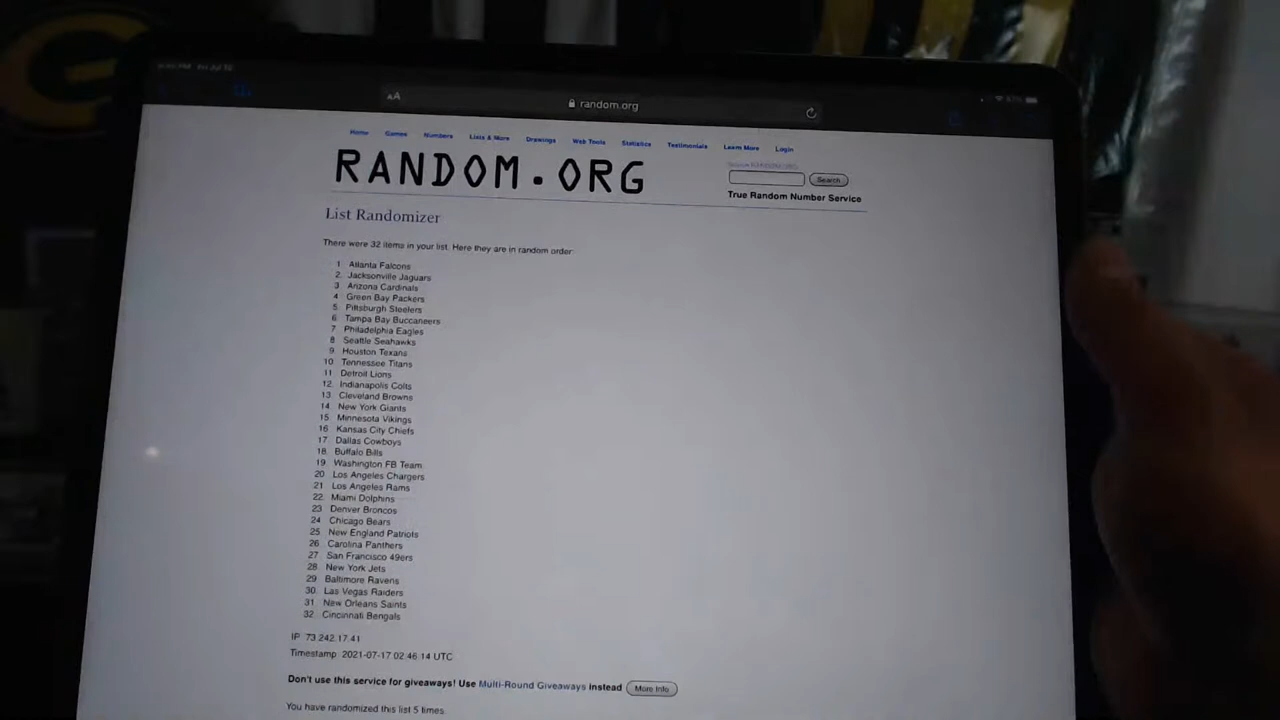 AA random.org
Home Games Numbers Lists & More Drawings Web Tools Statistics Testimonials Learn More Login
RANDOM.ORG
Search
True Random Number Service
List Randomizer
There were 32 items in your list. Here they are in random order:
1 Atlanta Falcons
2. Jacksonville Jaguars
3 Arizona Cardinals
4 Green Bay Packers
5 Pittsburgh Steelers
6 Tampa Bay Buccaneers
7 Philadelphia Eagles
8 Seattle Seahawks
9 Houston Texans
10 Tennessee Titans
11 Detroit Lions
12. Indianapolis Colts
13. Cleveland Browns
14. New York Giants
15 Minnesota Vikings
16 Kansas City Chiefs
17. Dallas Cowboys
18. Buffalo Bills
19. Washington FB Team
20 Los Angeles Chargers
21 Los Angeles Rams
22. Miami Dolphins
23 Denver Broncos
24 Chicago Bears
25 New England Patriots
26 Carolina Panthers
27 San Francisco 49ers
28 New York Jets
29 Baltimore Ravens
30. Las Vegas Raiders
31. New Orleans Saints
32 Cincinnati Bengals
IP 73.242.17.41
Timestamp 2021-07-17 02:46:14 UTC
Don't use this service for giveaways! Use Multi-Round Giveaways instead More Info
You have randomized this list 5 times.